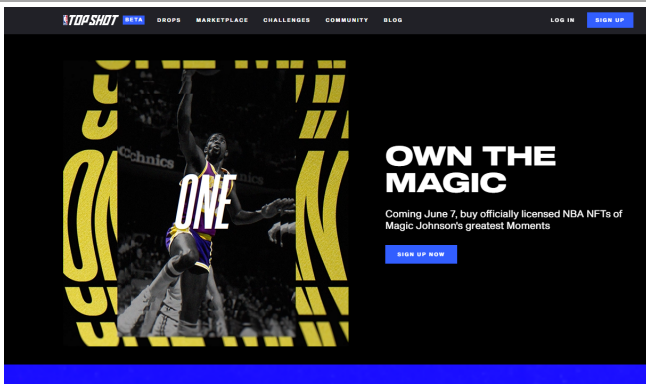 TOP SHOT BETA DROPS MARKETPLACE CHALLENGES COMMUNITY BLOG LOG IN SIGN UP
ONE
OWN THE
MAGIC
Coming June 7, buy officially licensed NBA NFTs of
Magic Johnson's greatest Moments
SIGN UP NOW